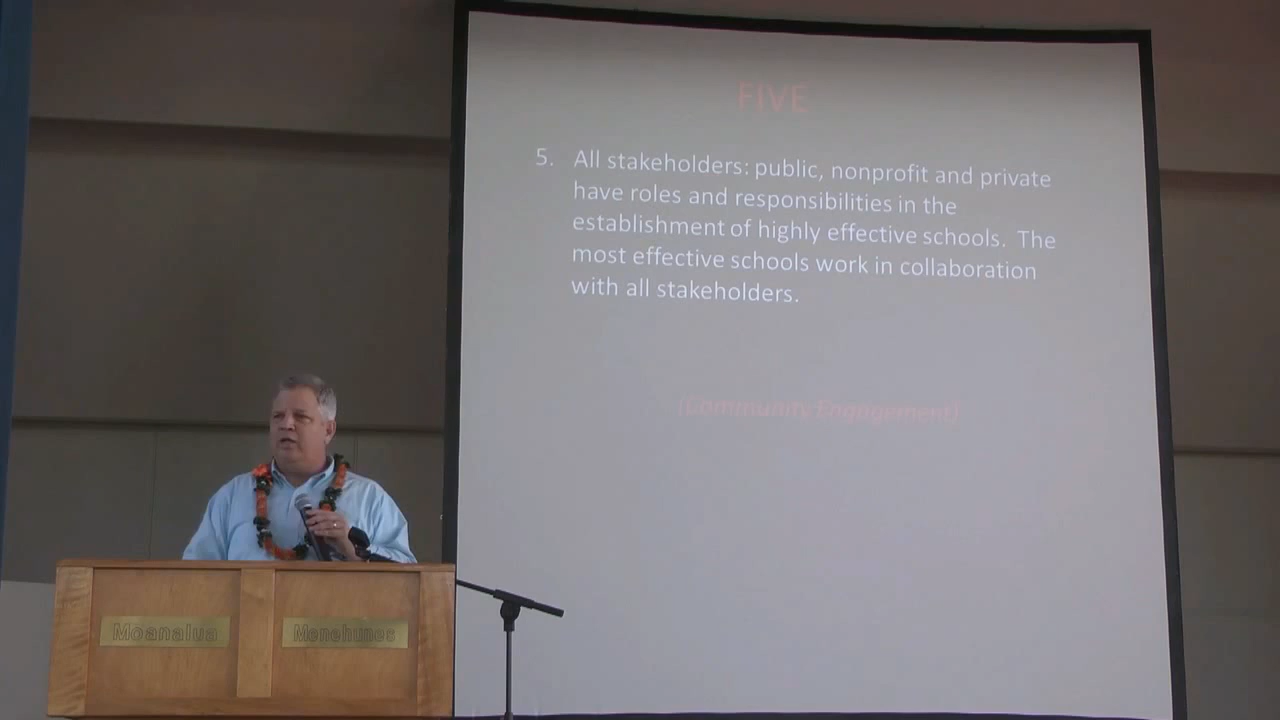 FIVE
5. All stakeholders: public, nonprofit and private
have roles and responsibilities in the
establishment of highly effective schools. The
most effective schools work in collaboration
with all stakeholders.
(Community Engagement)
Moanalua
Menehunes